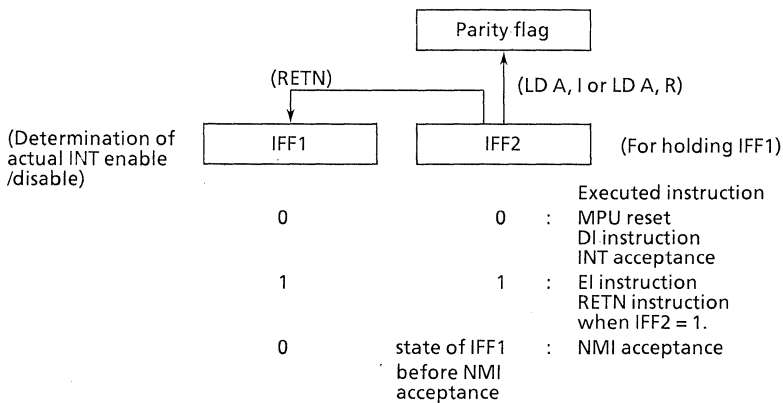 Parity flag
(RETN)
(LD A, I or LD A, R)
(Determination of
actual INT enable
/disable)
IFF1
IFF2
(For holding IFF1)
Executed instruction
0 0 : MPU reset
DI instruction
INT acceptance
1 1 : EI instruction
RETN instruction
when IFF2 = 1.
0 state of IFF1 : NMI acceptance
before NMI
acceptance